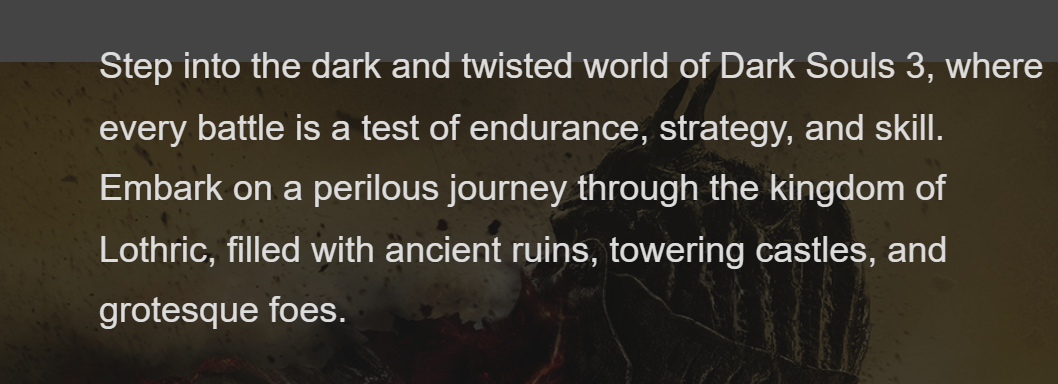 Step into the dark and twisted world of Dark Souls 3, where
every battle is a test of endurance, strategy, and skill.
Embark on a perilous journey through the kingdom of
Lothric, filled with ancient ruins, towering castles, and
grotesque foes.